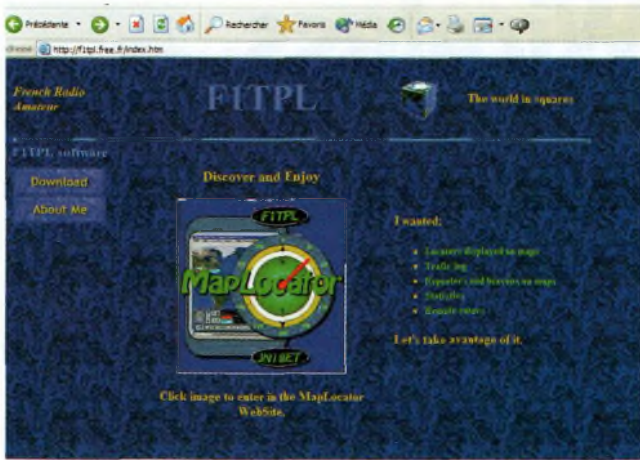 Précédente
Rechercher Favoris Média
http://f1tpl.free.fr/index.htm
French Radio
Amateur
F1TPL
The world in squares
F1TPL software
Download
About Me
Discover and Enjoy
F1TPL
MapLocator
JN18ET
Click image to enter in the MapLocator
WebSite.
I wanted:
Locators displayed on maps
Trafic log
Repeaters and beacons on maps
Statistics
Let's take avantage of it.